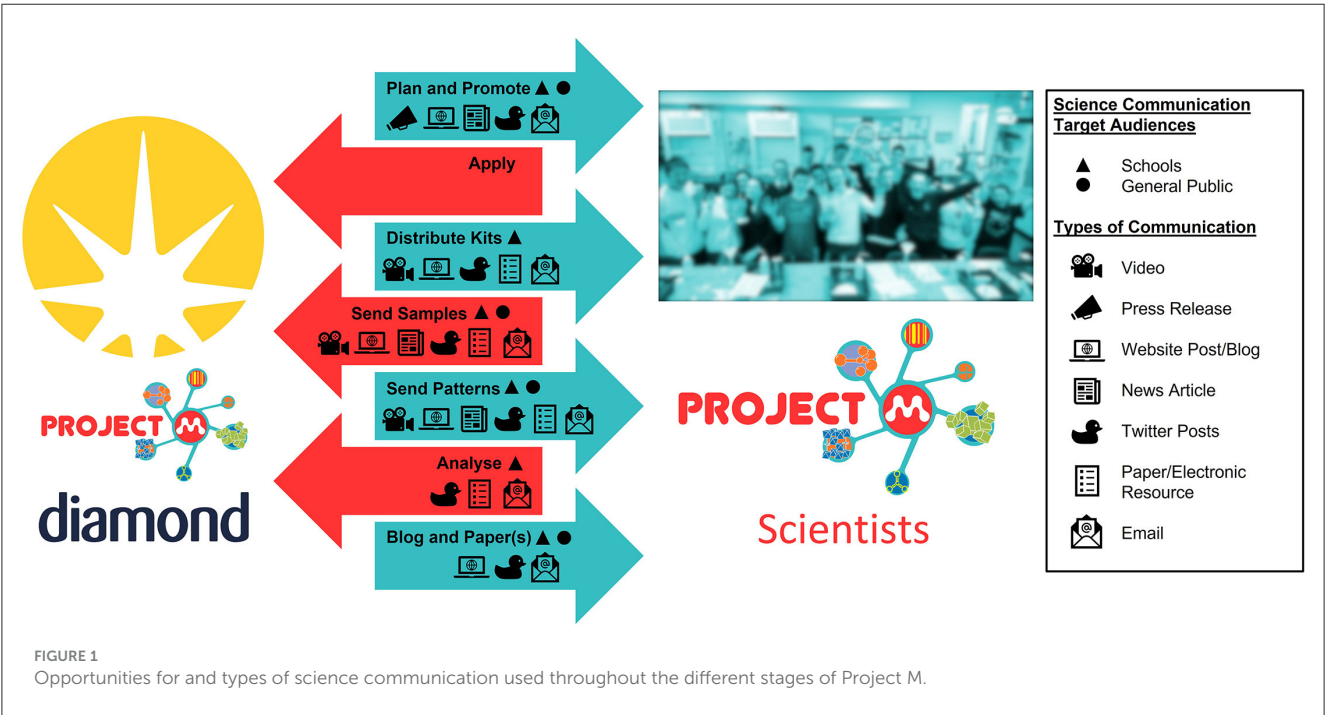 Plan and Promote
Apply
Distribute Kits
Send Samples
Send Patterns
Analyse
Blog and Paper(s)
PROJECT M
diamond
PROJECT M
Scientists
Science Communication
Target Audiences
Schools
General Public
Types of Communication
Video
Press Release
Website Post/Blog
News Article
Twitter Posts
Paper/Electronic
Resource
Email
FIGURE 1
Opportunities for and types of science communication used throughout the different stages of Project M.